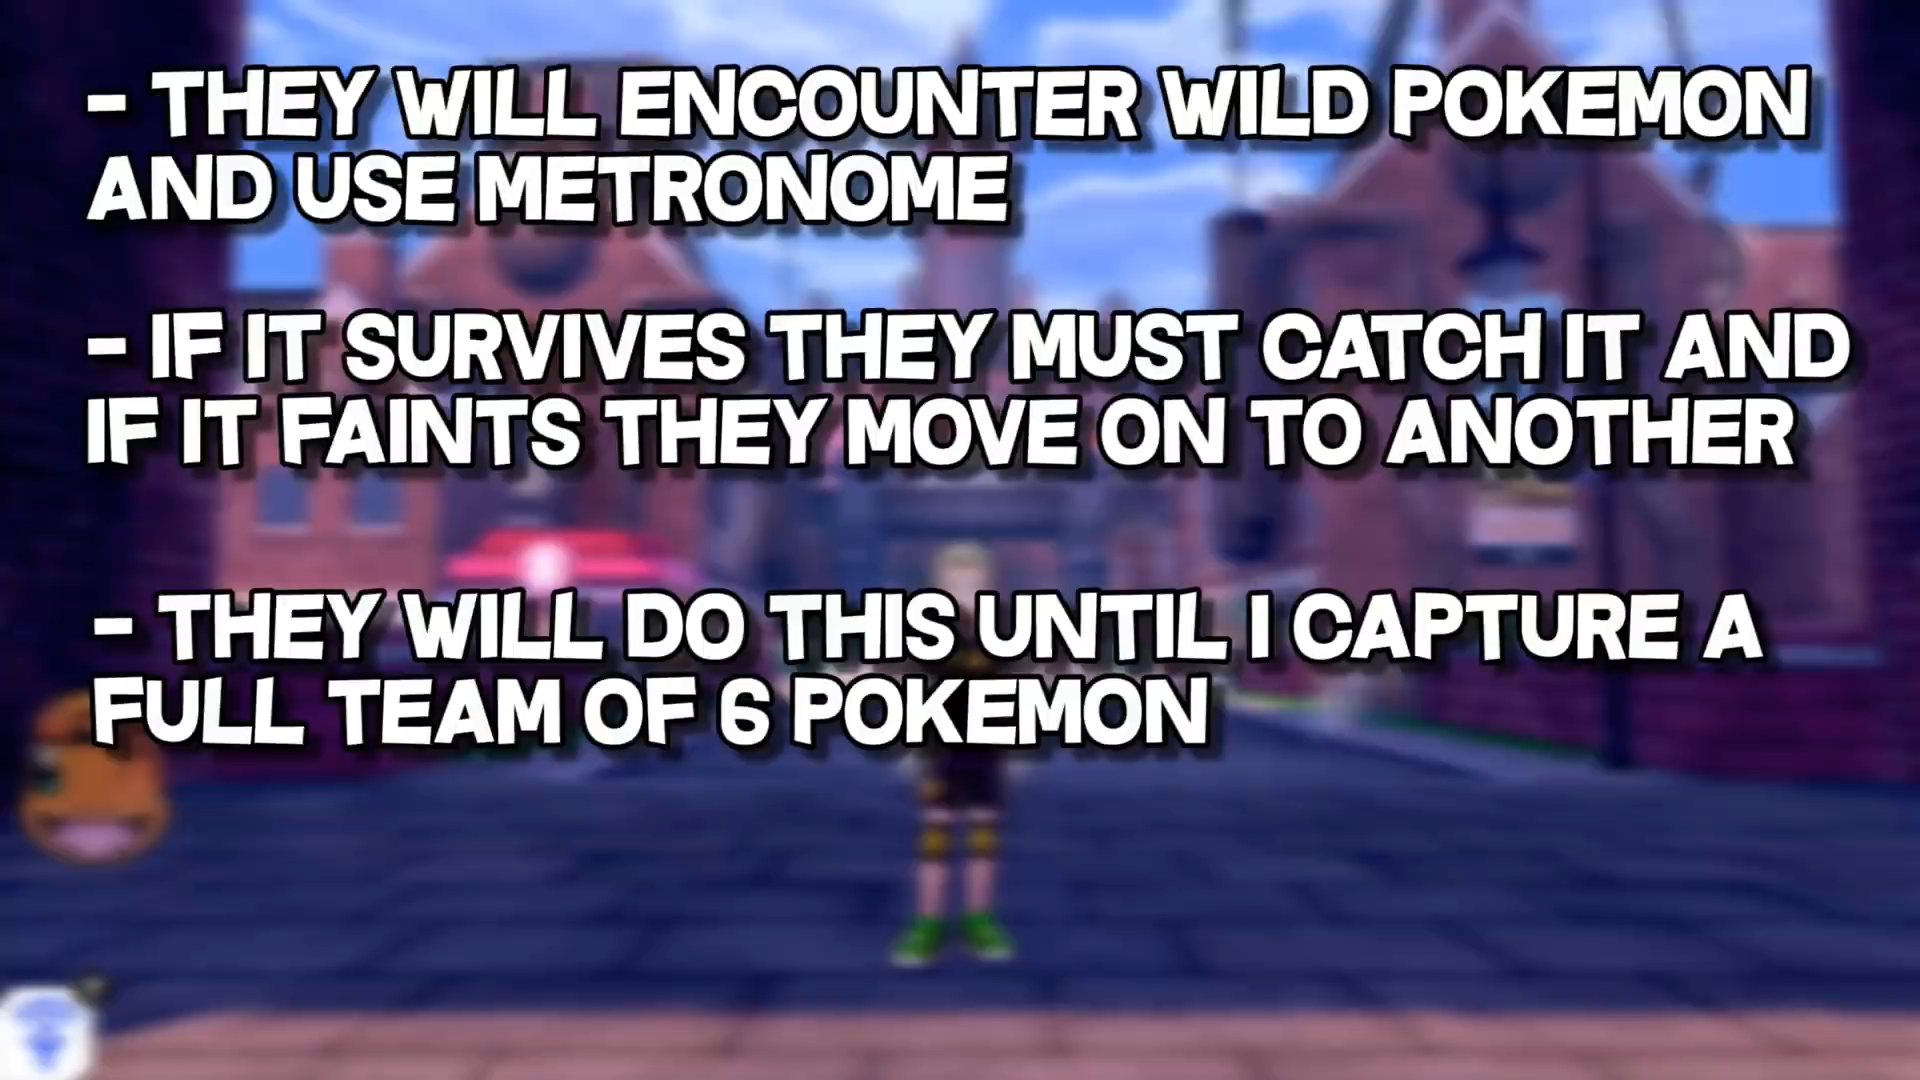 - THEY WILL ENCOUNTER WILD POKEMON
AND USE METRONOME
- IF IT SURVIVES THEY MUST CATCH IT AND
IF IT FAINTS THEY MOVE ON TO ANOTHER
- THEY WILL DO THIS UNTIL I CAPTURE A
FULL TEAM OF 6 POKEMON